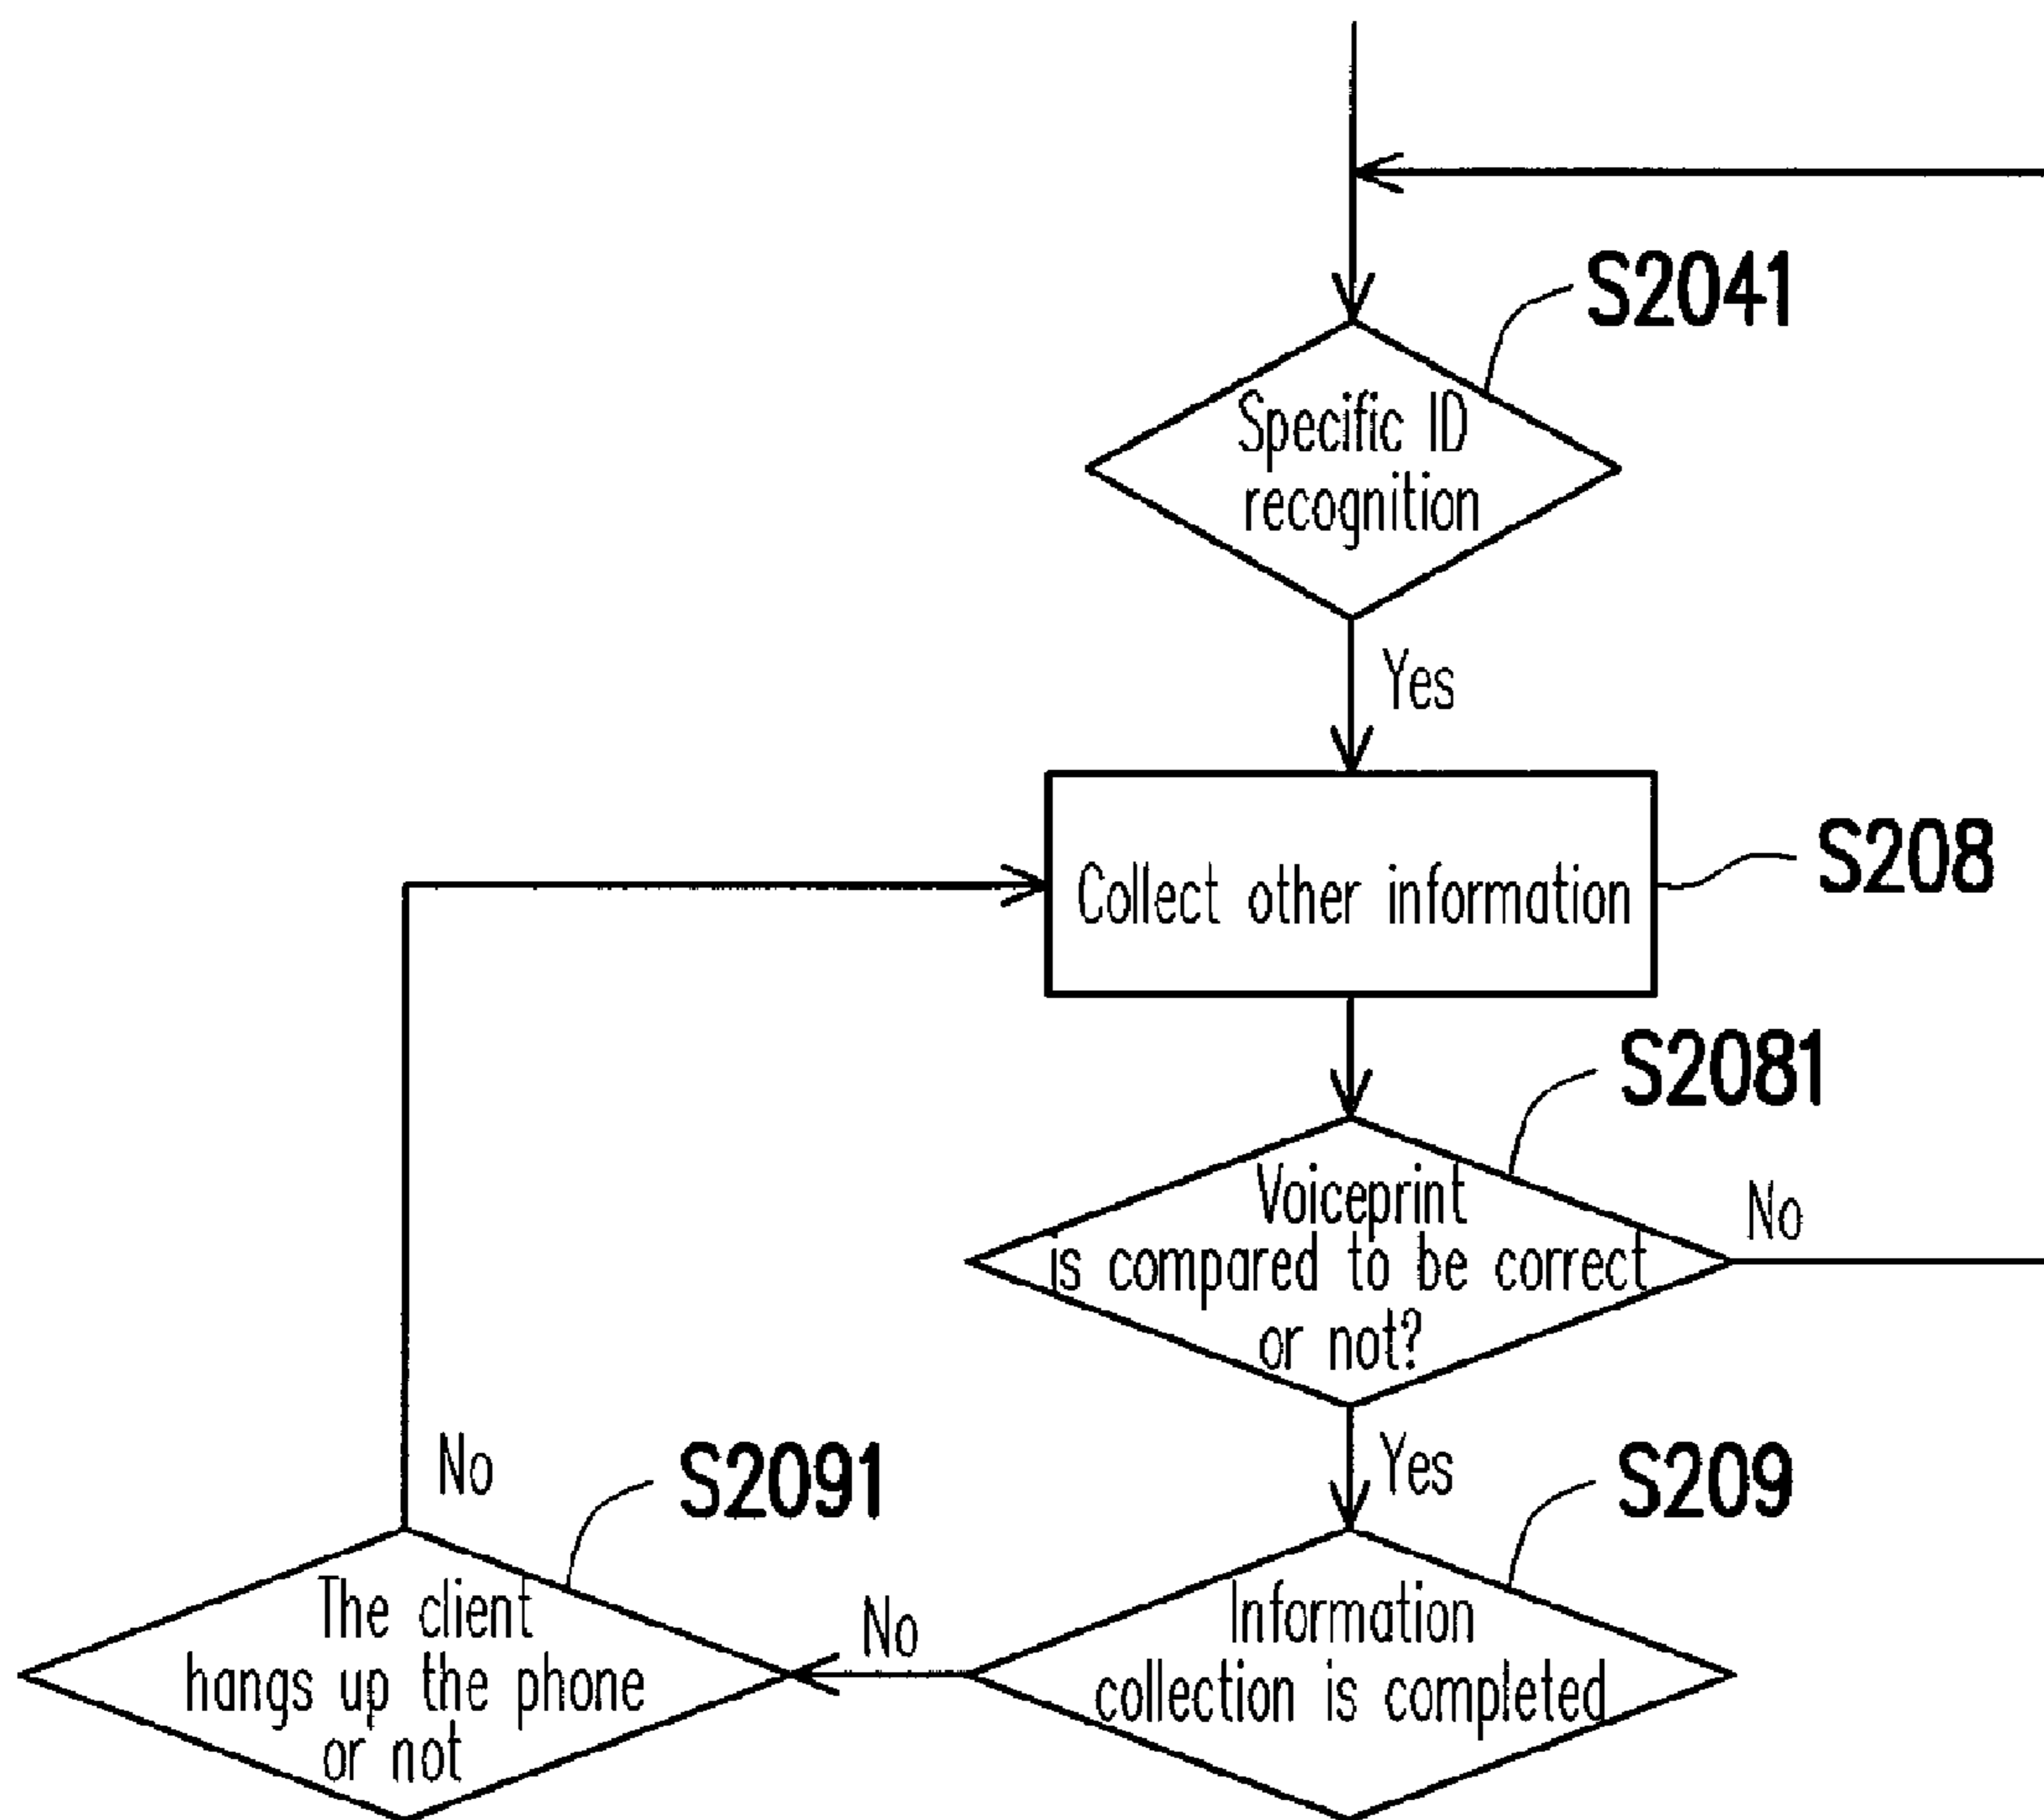 S2041
Specific ID
recognition
Yes
S208
Collect other information
S2081
Voiceprint
is compared to be correct
or not?
No
Yes
No
S2091
S209
The client
hangs up the phone
or not
No
Information
collection is completed